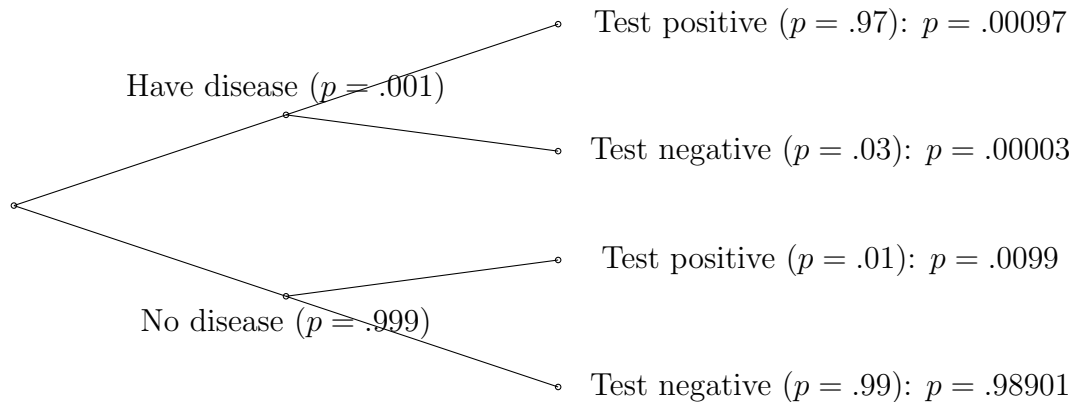 Test positive (p = .97): p = .00097
Have disease (p = .001)
Test negative (p = .03): p = .00003
Test positive (p = .01): p = .0099
No disease (p = .999)
Test negative (p = .99): p = .98901